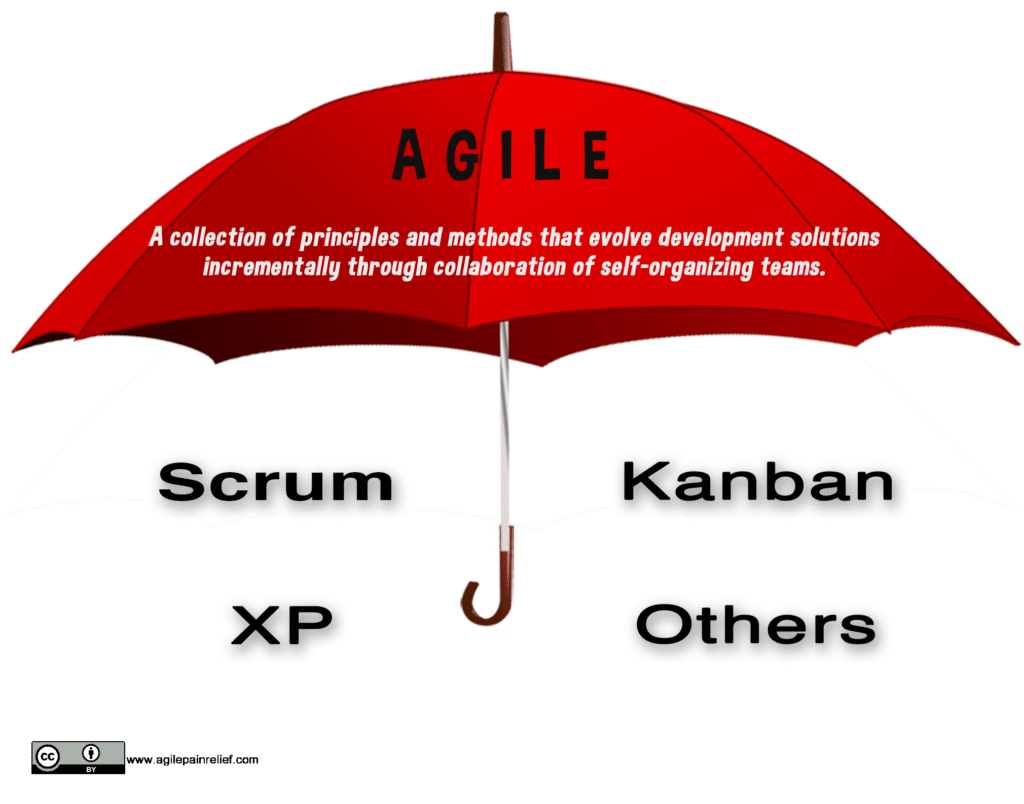 AGILE
A collection of principles and methods that evolve development solutions
incrementally through collaboration of self-organizing teams.
Scrum
Kanban
XP
Others
cc
BY
www.agilepainrelief.com